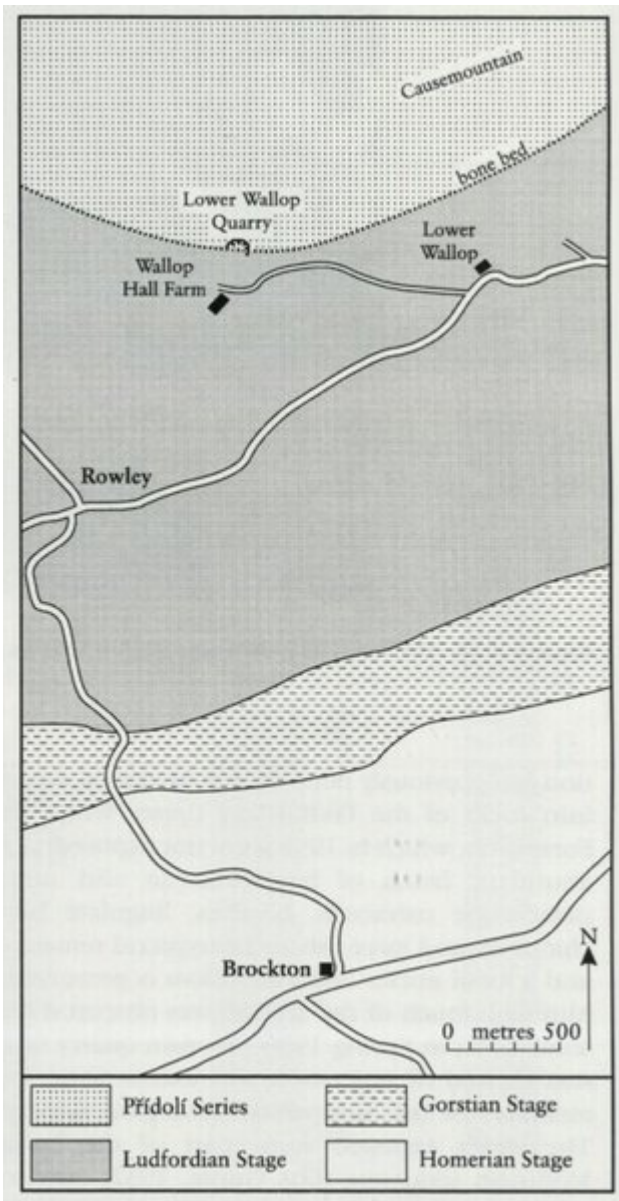 Causemountain
bone bed
Lower Wallop
Quarry
Lower
Wallop
Wallop
Hall Farm
Rowley
N
Brockton
0 metres 500
Přídolí Series
Gorstian Stage
Ludfordian Stage
Homerian Stage